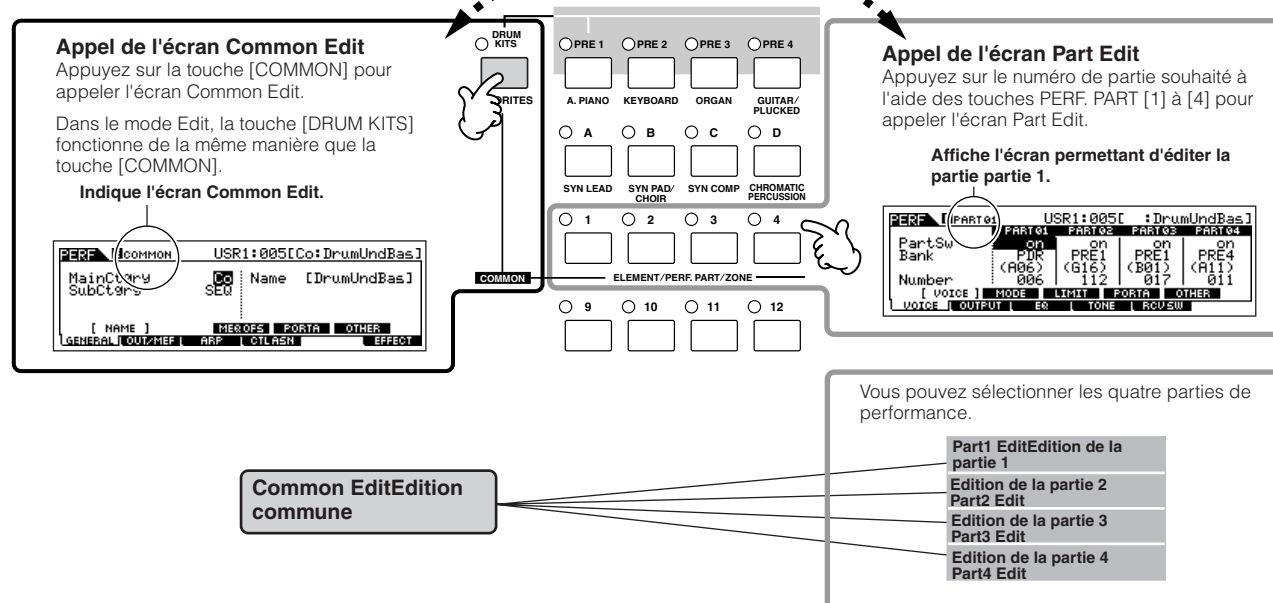 Appel de l'écran Common Edit
Appuyez sur la touche [COMMON] pour
appeler l'écran Common Edit.
Dans le mode Edit, la touche [DRUM KITS]
fonctionne de la même manière que la
touche [COMMON].
Indique l'écran Common Edit.
PERF COMMON USR1:005[Co:DrumUndBas]
MainCtgry Co Name [DrumUndBas]
SubCtgry SEQ
[ NAME ] MEQ OFS PORTA OTHER
GENERAL OUT/MEF ARP CTL ASN EFFECT
DRUM
KITS
PRE 1 PRE 2 PRE 3 PRE 4
A. PIANO KEYBOARD ORGAN GUITAR/
PLUCKED
A B C D
SYN LEAD SYN PAD/
CHOIR
SYN COMP CHROMATIC
PERCUSSION
1 2 3 4
COMMON ELEMENT/PERF. PART/ZONE
9 10 11 12
Appel de l'écran Part Edit
Appuyez sur le numéro de partie souhaité à
l'aide des touches PERF. PART [1] à [4] pour
appeler l'écran Part Edit.
Affiche l'écran permettant d'éditer la
partie partie 1.
PERF PART01 USR1:005[ :DrumUndBas]
PART01 PART02 PART03 PART04
PartSw on on on on
Bank PDR PRE1 PRE1 PRE4
(A06) (G16) (B01) (A11)
Number 006 112 017 011
[ VOICE ] MODE LIMIT PORTA OTHER
VOICE OUTPUT EQ TONE RCV SW
Vous pouvez sélectionner les quatre parties de
performance.
Common EditEdition
commune
Part1 EditEdition de la
partie 1
Edition de la partie 2
Part2 Edit
Edition de la partie 3
Part3 Edit
Edition de la partie 4
Part4 Edit